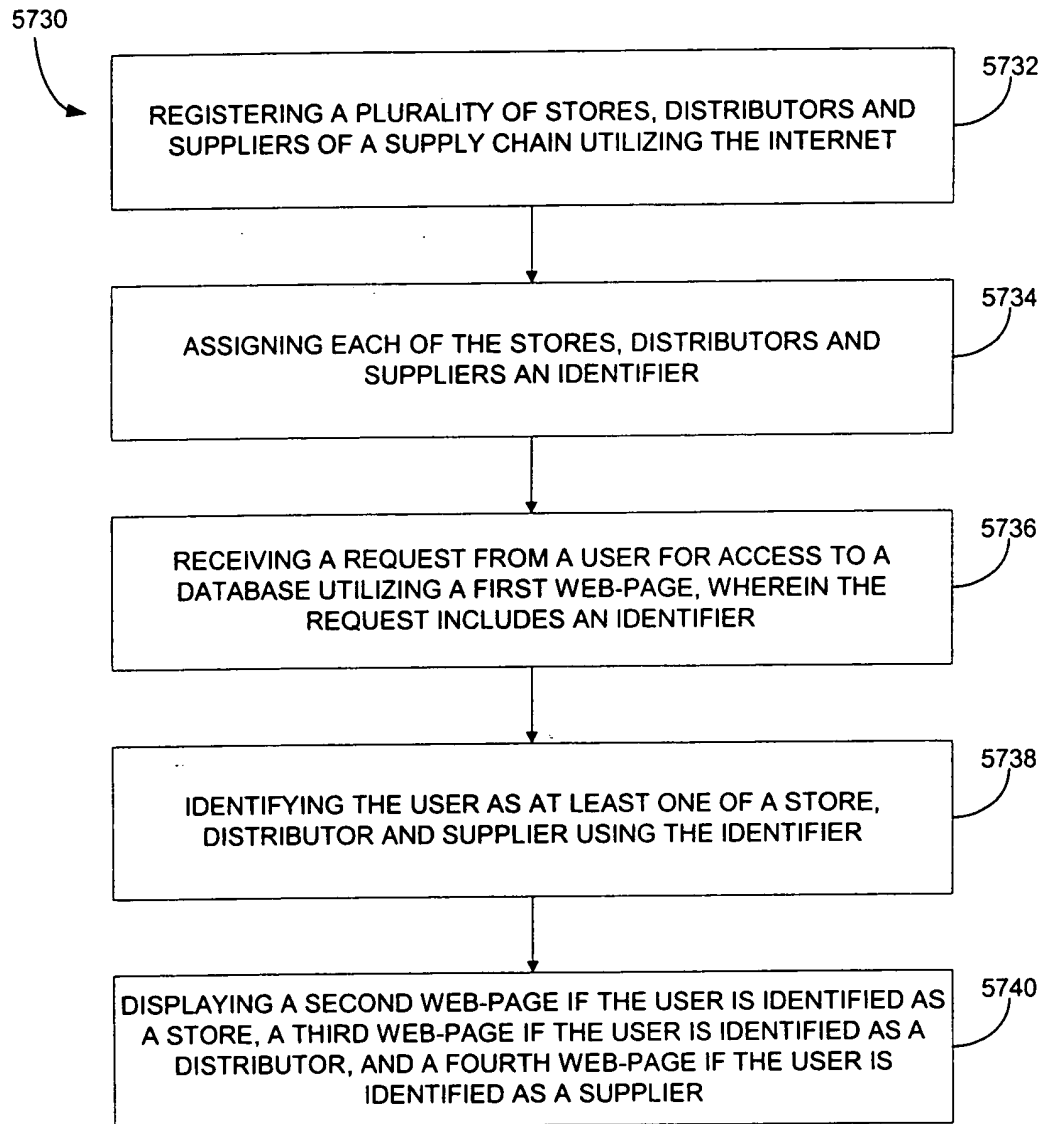 5730
5732
REGISTERING A PLURALITY OF STORES, DISTRIBUTORS AND
SUPPLIERS OF A SUPPLY CHAIN UTILIZING THE INTERNET
5734
ASSIGNING EACH OF THE STORES, DISTRIBUTORS AND
SUPPLIERS AN IDENTIFIER
5736
RECEIVING A REQUEST FROM A USER FOR ACCESS TO A
DATABASE UTILIZING A FIRST WEB-PAGE, WHEREIN THE
REQUEST INCLUDES AN IDENTIFIER
5738
IDENTIFYING THE USER AS AT LEAST ONE OF A STORE,
DISTRIBUTOR AND SUPPLIER USING THE IDENTIFIER
5740
DISPLAYING A SECOND WEB-PAGE IF THE USER IS IDENTIFIED AS
A STORE, A THIRD WEB-PAGE IF THE USER IS IDENTIFIED AS A
DISTRIBUTOR, AND A FOURTH WEB-PAGE IF THE USER IS
IDENTIFIED AS A SUPPLIER